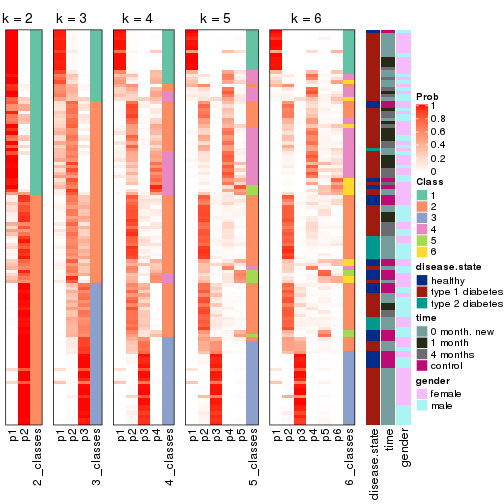 k = 2 k = 3 k = 4 k = 5 k = 6
Prob
1
0.8
0.6
0.4
0.2
0
Class
1
2
3
4
5
6
disease.state
healthy
type 1 diabetes
type 2 diabetes
time
0 month. new
1 month
4 months
control
gender
female
male
p1 p2 2_classes p1 p2 p3 3_classes p1 p2 p3 p4 4_classes p1 p2 p3 p4 p5 5_classes p1 p2 p3 p4 p5 p6 6_classes disease.state time gender